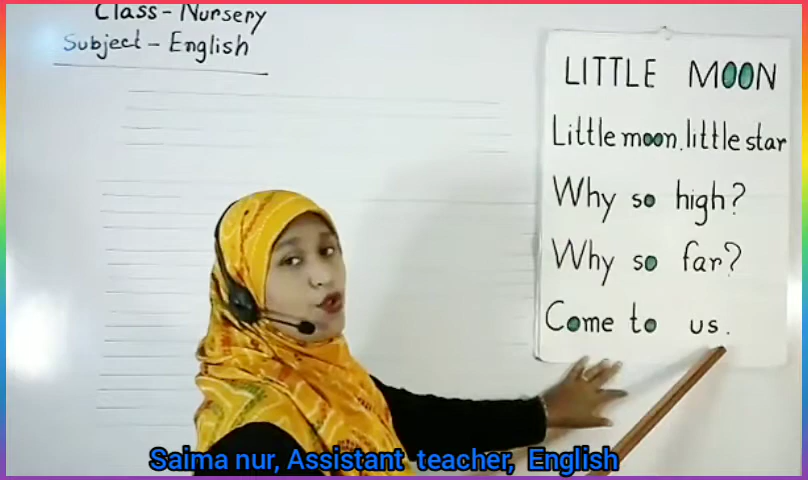 Class - Nursery
Subject - English
LITTLE MOON
Little moon, little star
Why so high?
Why so far?
Come to us.
Saima nur, Assistant teacher, English